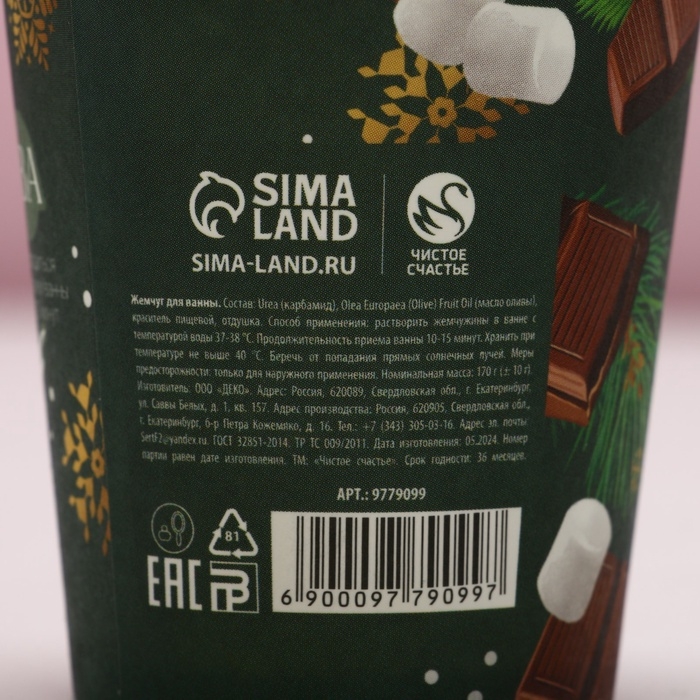 SIMA
LAND
SIMA-LAND.RU
ЧИСТОЕ
СЧАСТЬЕ
Жемчуг для ванны. Состав: Urea (карбамид), Olea Europaea (Olive) Fruit Oil (масло оливы),
краситель пищевой, отдушка. Способ применения: растворить жемчужины в ванне с
температурой воды 37-38 °C. Продолжительность приема ванны 10-15 минут. Хранить при
температуре не выше 40 °C. Беречь от попадания прямых солнечных лучей. Меры
предосторожности: только для наружного применения. Номинальная масса: 170 г (± 10 г).
Изготовитель: ООО «ДЕКО». Адрес: Россия, 620089, Свердловская обл., г. Екатеринбург,
ул. Саввы Белых, д. 1, кв. 157. Адрес производства: Россия, 620905, Свердловская обл.,
г. Екатеринбург, б-р Петра Кожемяко, д. 16. Тел.: +7 (343) 305-03-16. Адрес эл. почты:
SertF2@yandex.ru. ГОСТ 32851-2014. ТР ТС 009/2011. Дата изготовления: 05.2024. Номер
партии равен дате изготовления. ТМ: «Чистое счастье». Срок годности: 36 месяцев.
АРТ.: 9779099
81
EAC
6 900097 790997